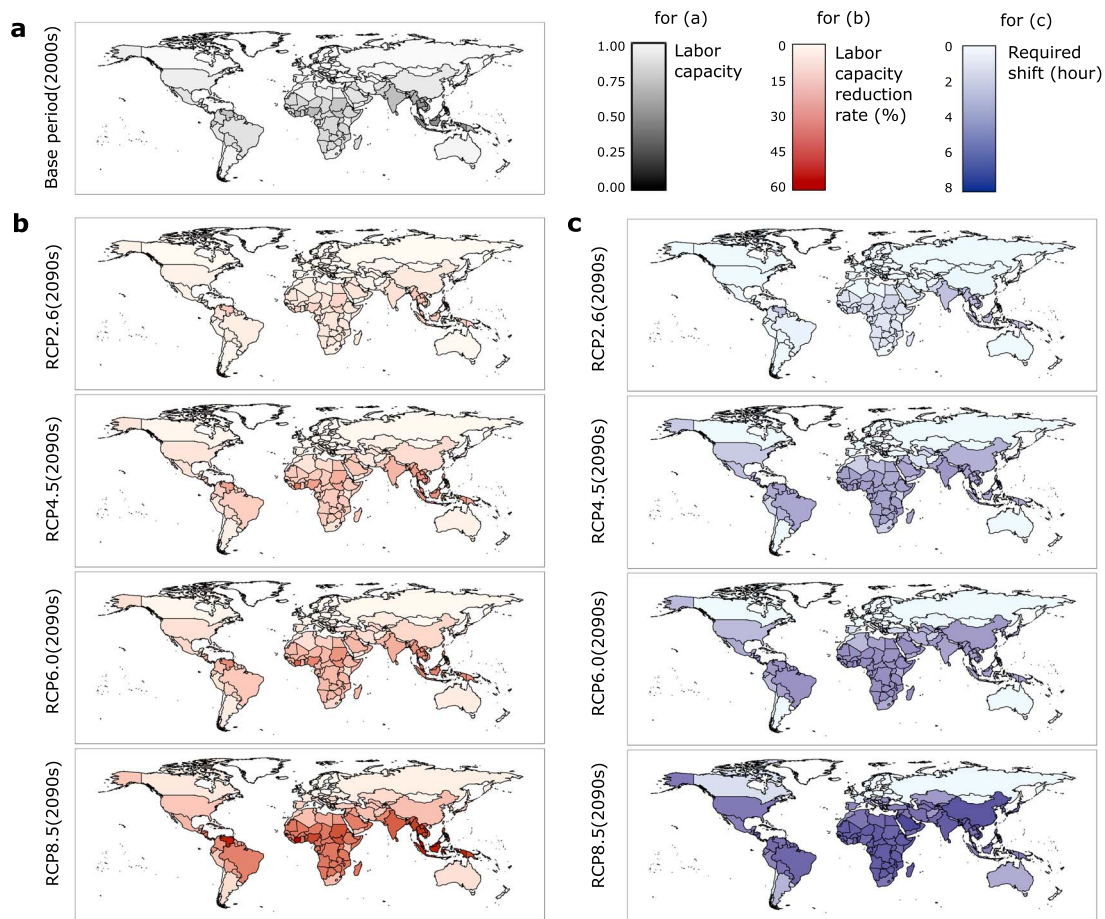 a
Base period(2000s)
for (a)
1.00
0.75
0.50
0.25
0.00
Labor
capacity
for (b)
0
15
30
45
60
Labor
capacity
reduction
rate (%)
for (c)
0
2
4
6
8
Required
shift (hour)
b
RCP2.6(2090s)
RCP4.5(2090s)
RCP6.0(2090s)
RCP8.5(2090s)
c
RCP2.6(2090s)
RCP4.5(2090s)
RCP6.0(2090s)
RCP8.5(2090s)